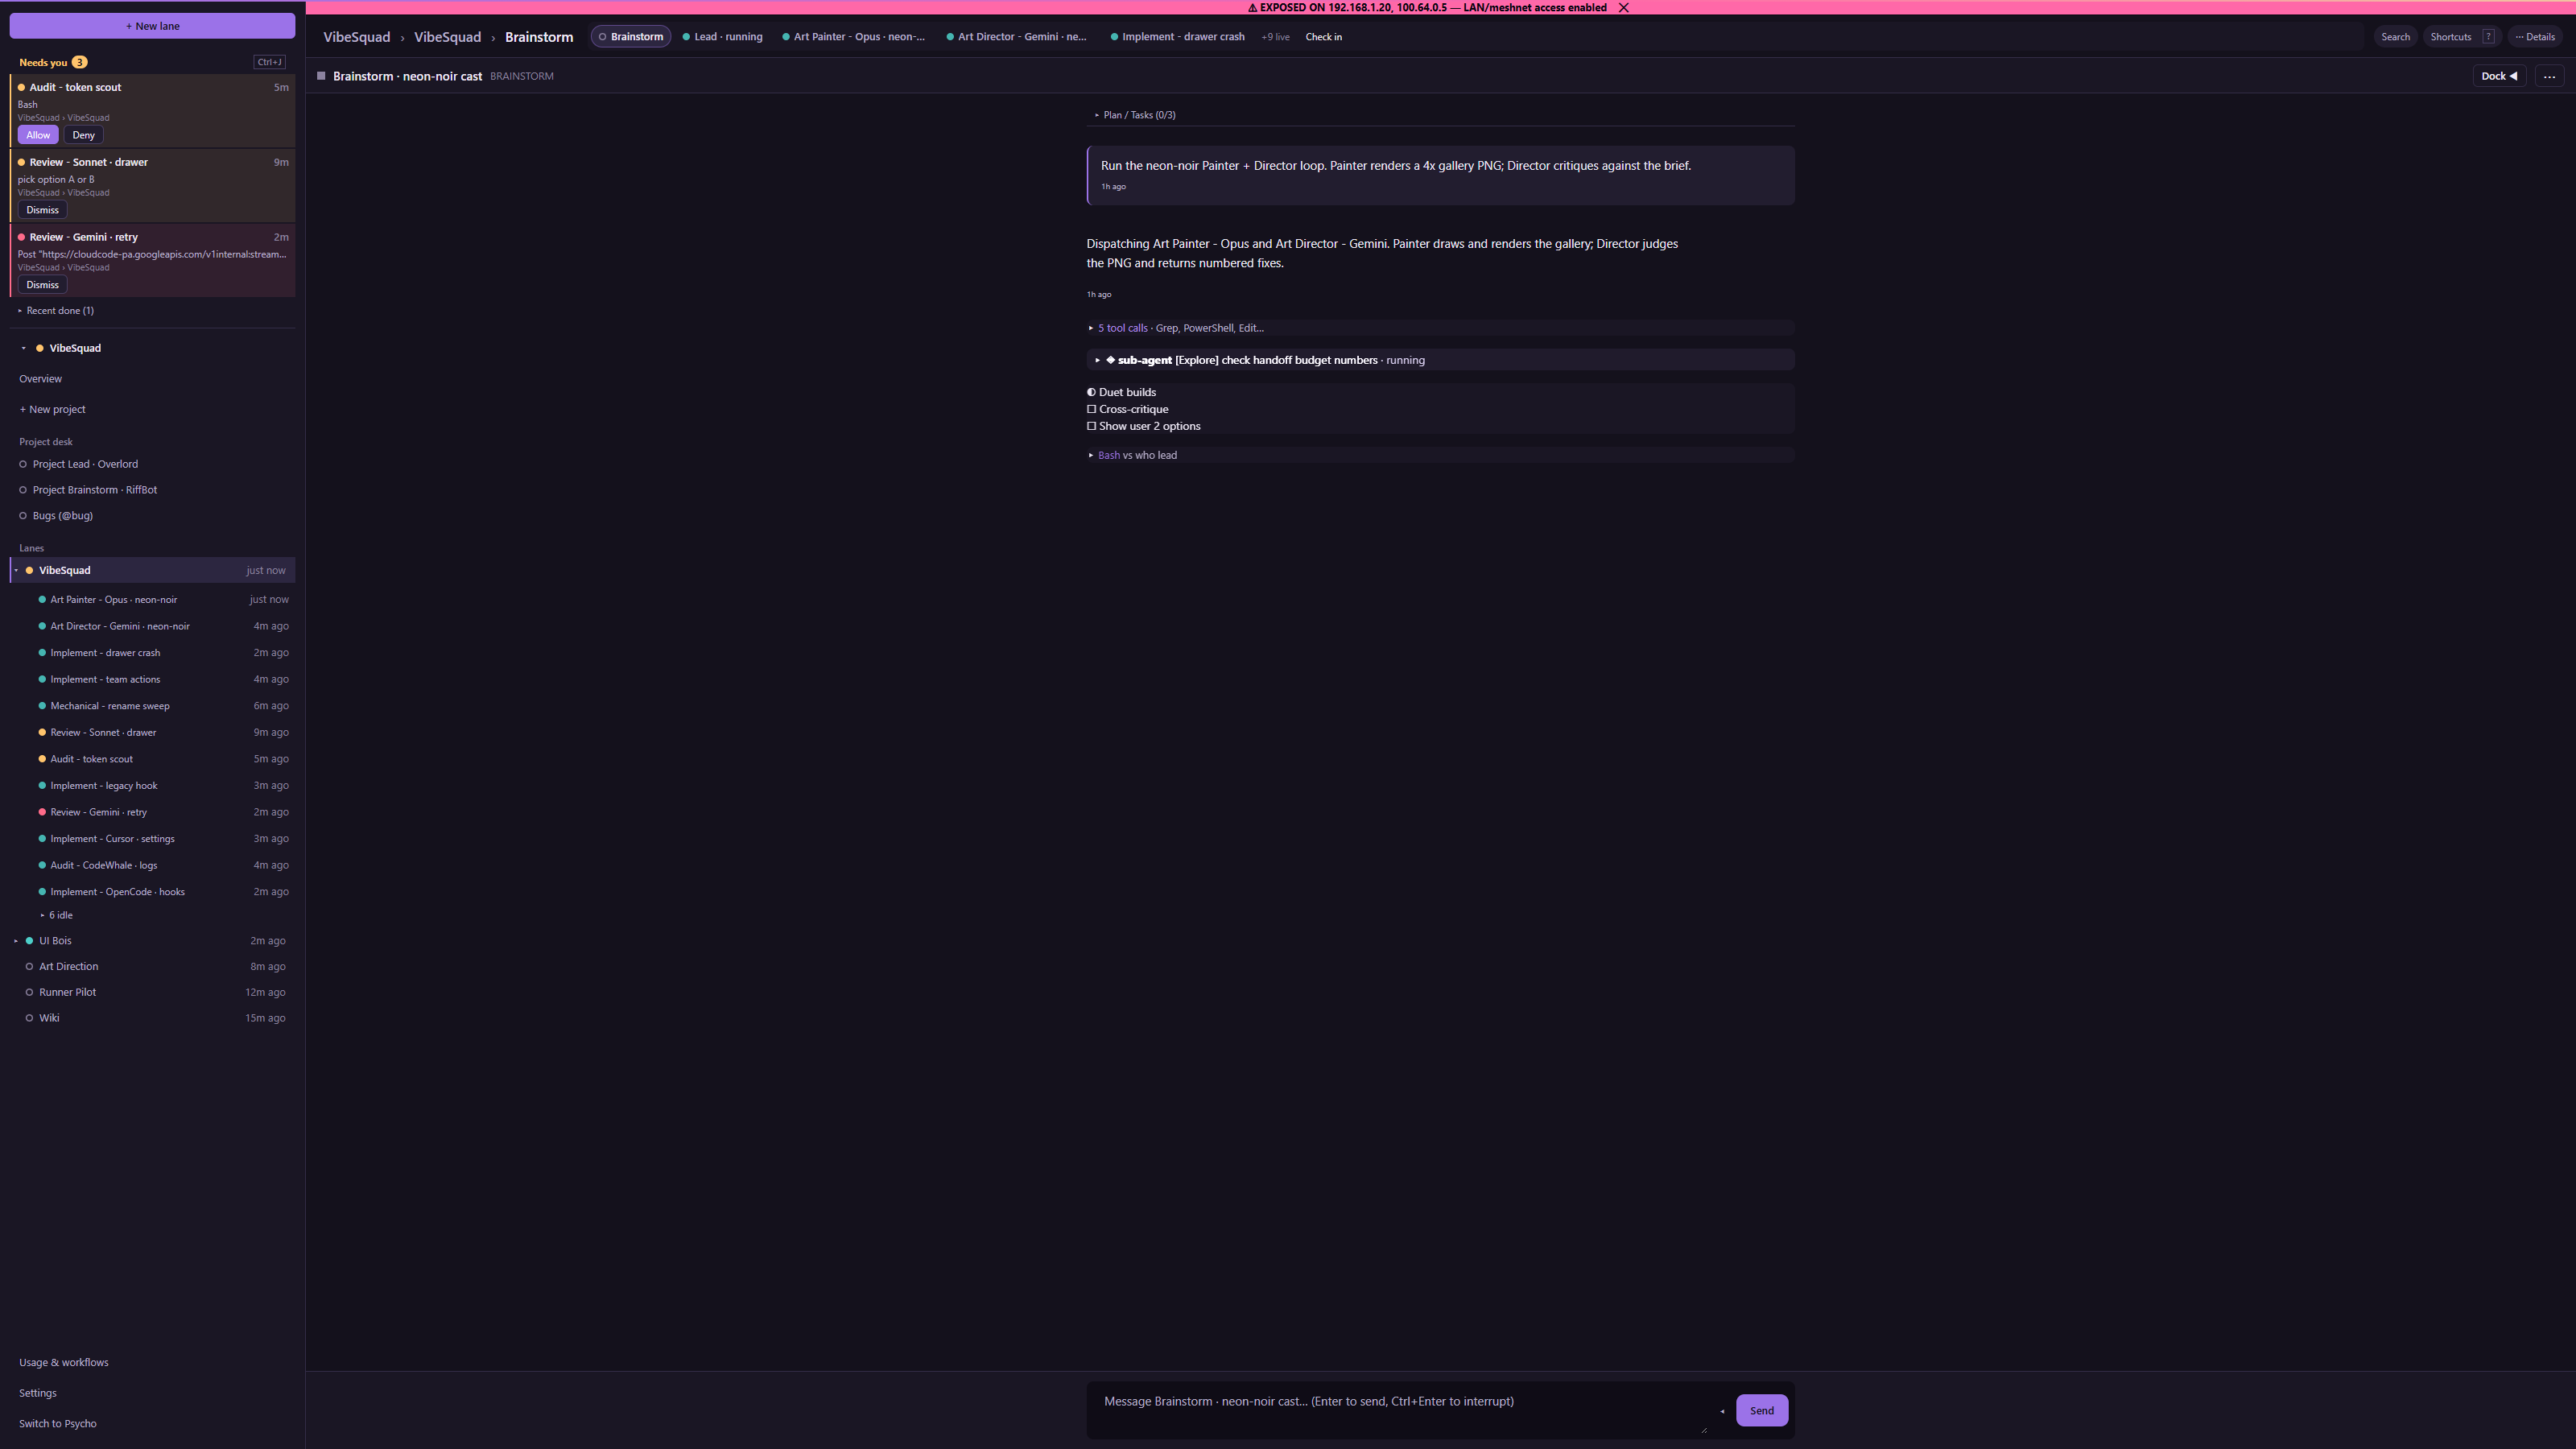 ⚠ EXPOSED ON 192.168.1.20, 100.64.0.5 — LAN/meshnet access enabled
+ New lane
Needs you 3 Ctrl+J
Audit - token scout 5m
Bash
VibeSquad › VibeSquad
Allow Deny
Review - Sonnet · drawer 9m
pick option A or B
VibeSquad › VibeSquad
Dismiss
Review - Gemini · retry 2m
Post "https://cloudcode-pa.googleapis.com/v1internal:stream...
VibeSquad › VibeSquad
Dismiss
Recent done (1)
VibeSquad
Overview
+ New project
Project desk
Project Lead · Overlord
Project Brainstorm · RiffBot
Bugs (@bug)
Lanes
VibeSquad just now
Art Painter - Opus · neon-noir just now
Art Director - Gemini · neon-noir 4m ago
Implement - drawer crash 2m ago
Implement - team actions 4m ago
Mechanical - rename sweep 6m ago
Review - Sonnet · drawer 9m ago
Audit - token scout 5m ago
Implement - legacy hook 3m ago
Review - Gemini · retry 2m ago
Implement - Cursor · settings 3m ago
Audit - CodeWhale · logs 4m ago
Implement - OpenCode · hooks 2m ago
6 idle
UI Bois 2m ago
Art Direction 8m ago
Runner Pilot 12m ago
Wiki 15m ago
Usage & workflows
Settings
Switch to Psycho
VibeSquad › VibeSquad › Brainstorm
Brainstorm Lead · running Art Painter - Opus · neon-... Art Director - Gemini · ne... Implement - drawer crash +9 live Check in
Search Shortcuts ? ··· Details
Brainstorm · neon-noir cast BRAINSTORM
Dock ◀ ...
Plan / Tasks (0/3)
Run the neon-noir Painter + Director loop. Painter renders a 4x gallery PNG; Director critiques against the brief.
1h ago
Dispatching Art Painter - Opus and Art Director - Gemini. Painter draws and renders the gallery; Director judges
the PNG and returns numbered fixes.
1h ago
5 tool calls · Grep, PowerShell, Edit...
◆ sub-agent [Explore] check handoff budget numbers · running
◐ Duet builds
☐ Cross-critique
☐ Show user 2 options
Bash vs who lead
Message Brainstorm · neon-noir cast... (Enter to send, Ctrl+Enter to interrupt)
Send